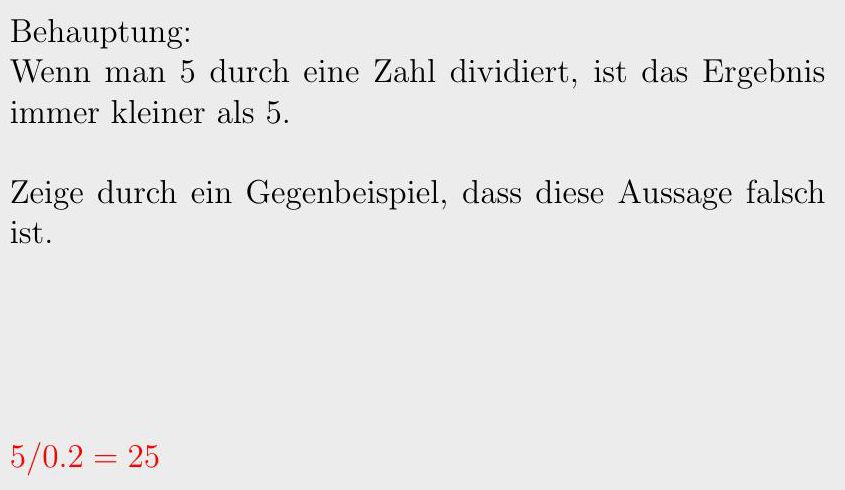 Behauptung:
Wenn man 5 durch eine Zahl dividiert, ist das Ergebnis
immer kleiner als 5.
Zeige durch ein Gegenbeispiel, dass diese Aussage falsch
ist.
5/0.2 = 25